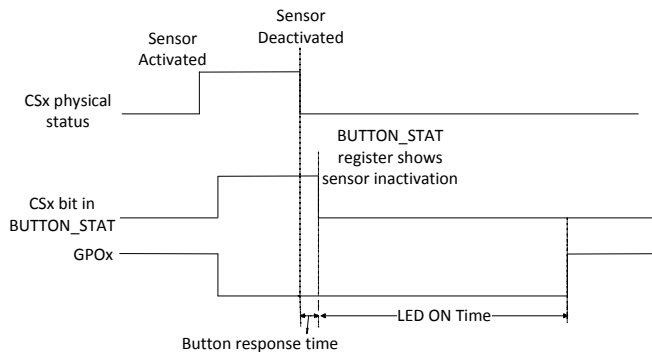 Sensor
Deactivated
Sensor
Activated
CSx physical
status
BUTTON_STAT
register shows
sensor inactivation
CSx bit in
BUTTON_STAT
GPOx
LED ON Time
Button response time